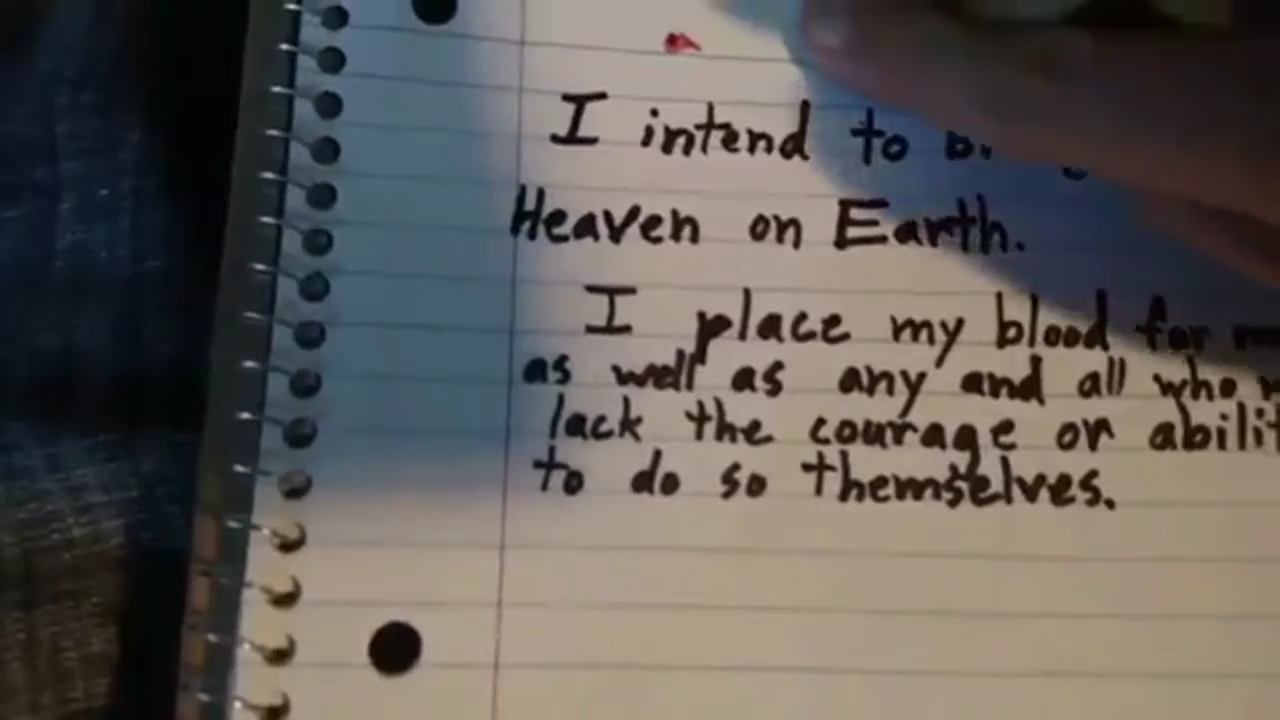 I intend to
Heaven on Earth.
I place my blood for
as well as any and all who
lack the courage or
to do so themselves.